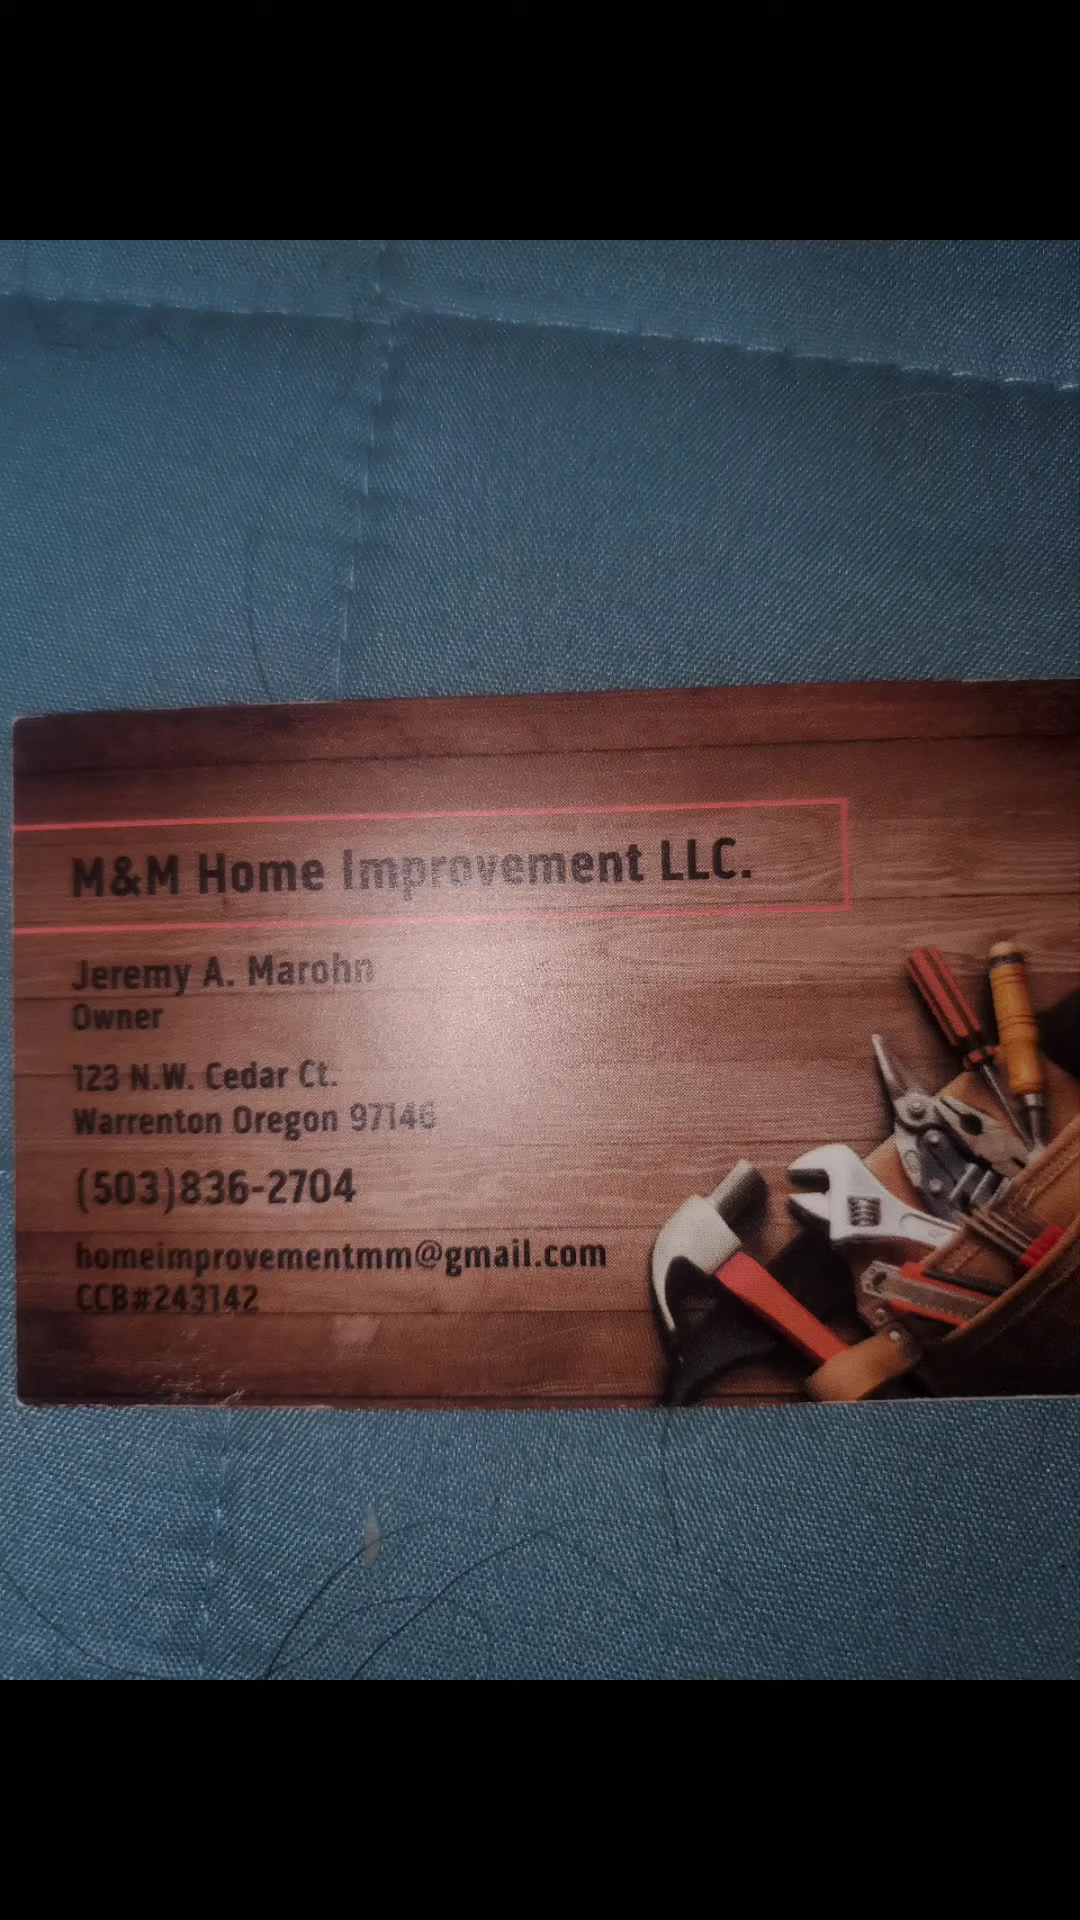 M&M Home Improvement LLC.
Jeremy A. Marohn
Owner
123 N.W. Cedar Ct.
Warrenton Oregon 97146
(503)836-2704
homeimprovementmm@gmail.com
CCB#243142